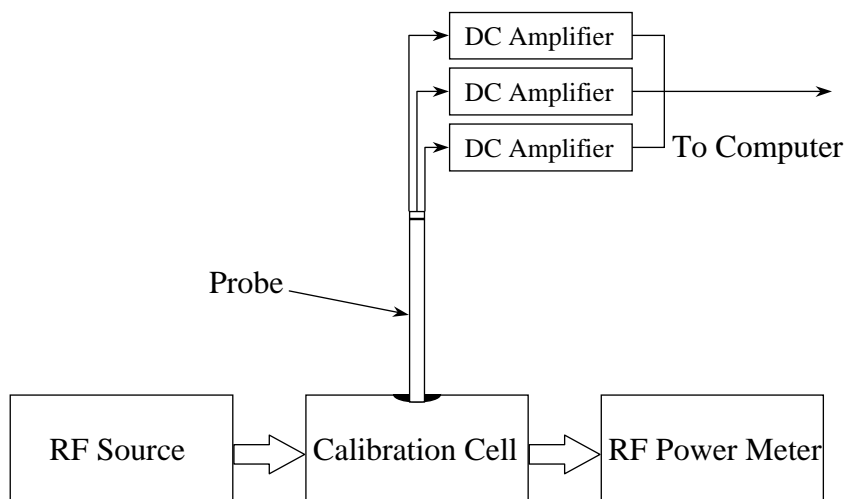 DC Amplifier
DC Amplifier
DC Amplifier
To Computer
Probe
RF Source
Calibration Cell
RF Power Meter